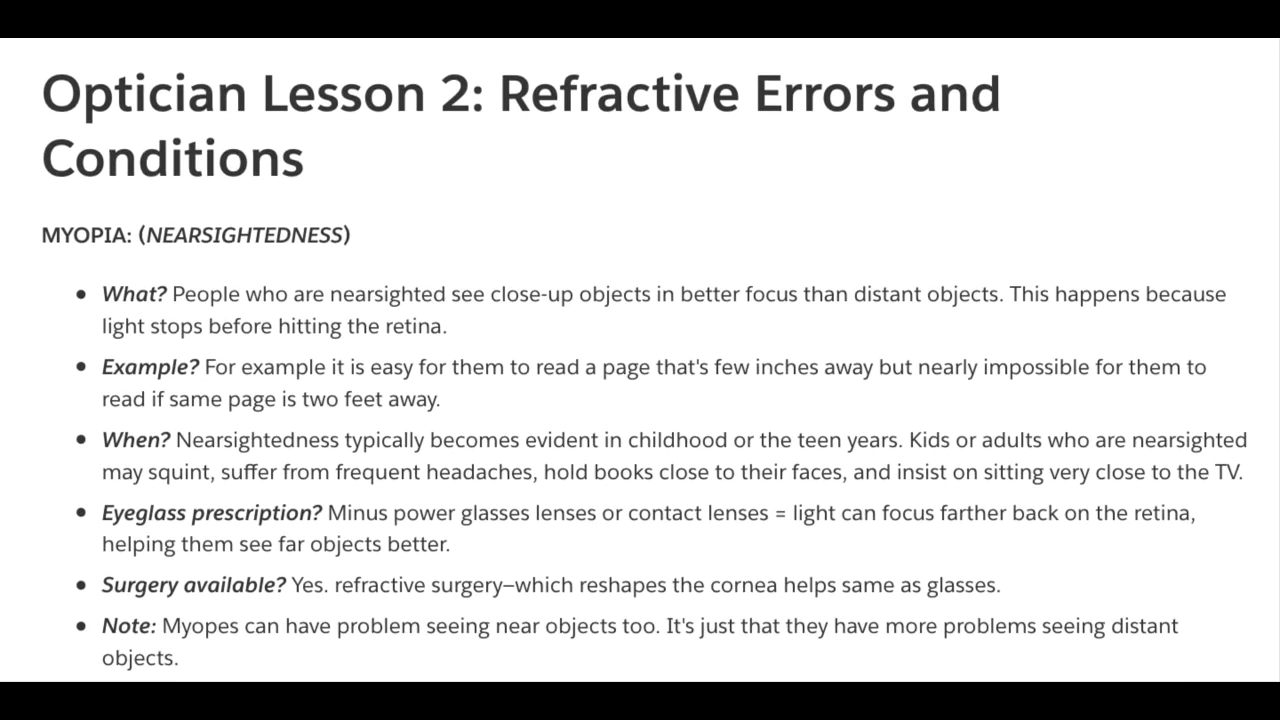 Optician Lesson 2: Refractive Errors and
Conditions
MYOPIA: (NEARSIGHTEDNESS)
• What? People who are nearsighted see close-up objects in better focus than distant objects. This happens because
light stops before hitting the retina.
• Example? For example it is easy for them to read a page that's few inches away but nearly impossible for them to
read if same page is two feet away.
• When? Nearsightedness typically becomes evident in childhood or the teen years. Kids or adults who are nearsighted
may squint, suffer from frequent headaches, hold books close to their faces, and insist on sitting very close to the TV.
• Eyeglass prescription? Minus power glasses lenses or contact lenses = light can focus farther back on the retina,
helping them see far objects better.
• Surgery available? Yes. refractive surgery—which reshapes the cornea helps same as glasses.
• Note: Myopes can have problem seeing near objects too. It's just that they have more problems seeing distant
objects.